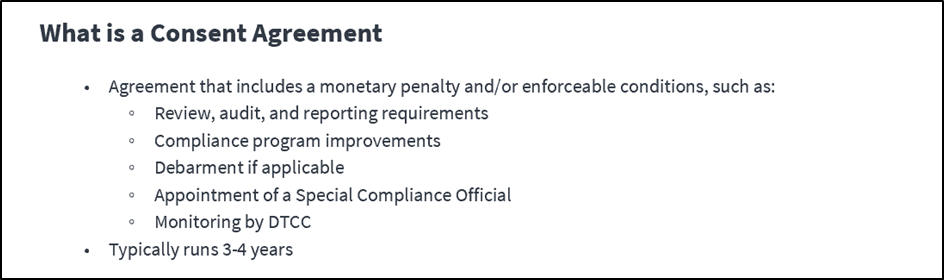 What is a Consent Agreement
• Agreement that includes a monetary penalty and/or enforceable conditions, such as:
◦ Review, audit, and reporting requirements
◦ Compliance program improvements
◦ Debarment if applicable
◦ Appointment of a Special Compliance Official
◦ Monitoring by DTCC
• Typically runs 3-4 years